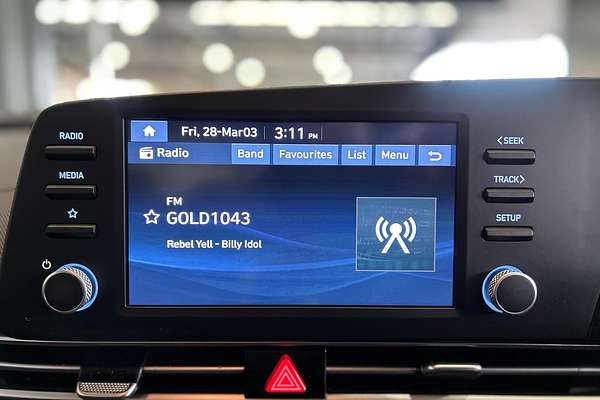 RADIO
MEDIA
Fri, 28-Mar03 3:11 PM
Radio Band Favourites List Menu
FM
GOLD1043
Rebel Yell - Billy Idol
<SEEK
TRACK>
SETUP